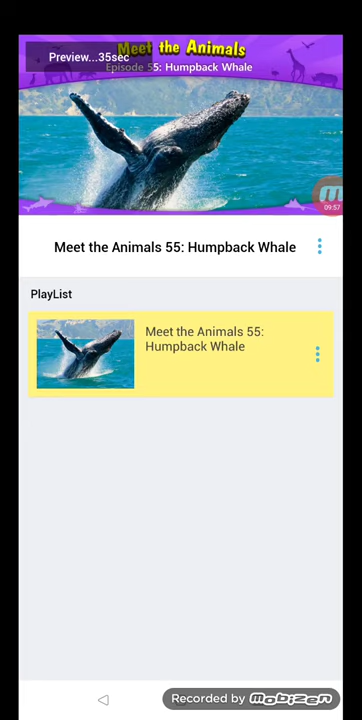 Meet the Animals
Preview...35sec
Episode 55: Humpback Whale
09:57
Meet the Animals 55: Humpback Whale
PlayList
Meet the Animals 55:
Humpback Whale
Recorded by Mobizen